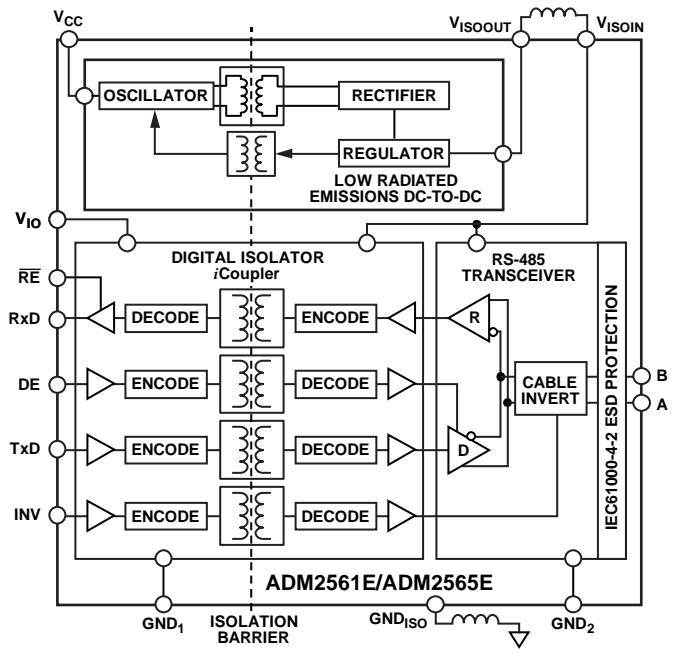 VCC
VISOOUT
VISOIN
OSCILLATOR
RECTIFIER
REGULATOR
LOW RADIATED
EMISSIONS DC-TO-DC
VIO
DIGITAL ISOLATOR
iCoupler
RS-485
TRANSCEIVER
RE
RxD
DECODE
ENCODE
R
IEC61000-4-2 ESD PROTECTION
DE
ENCODE
DECODE
CABLE
INVERT
B
A
TxD
ENCODE
DECODE
D
INV
ENCODE
DECODE
ADM2561E/ADM2565E
GND1
ISOLATION
BARRIER
GNDISO
GND2